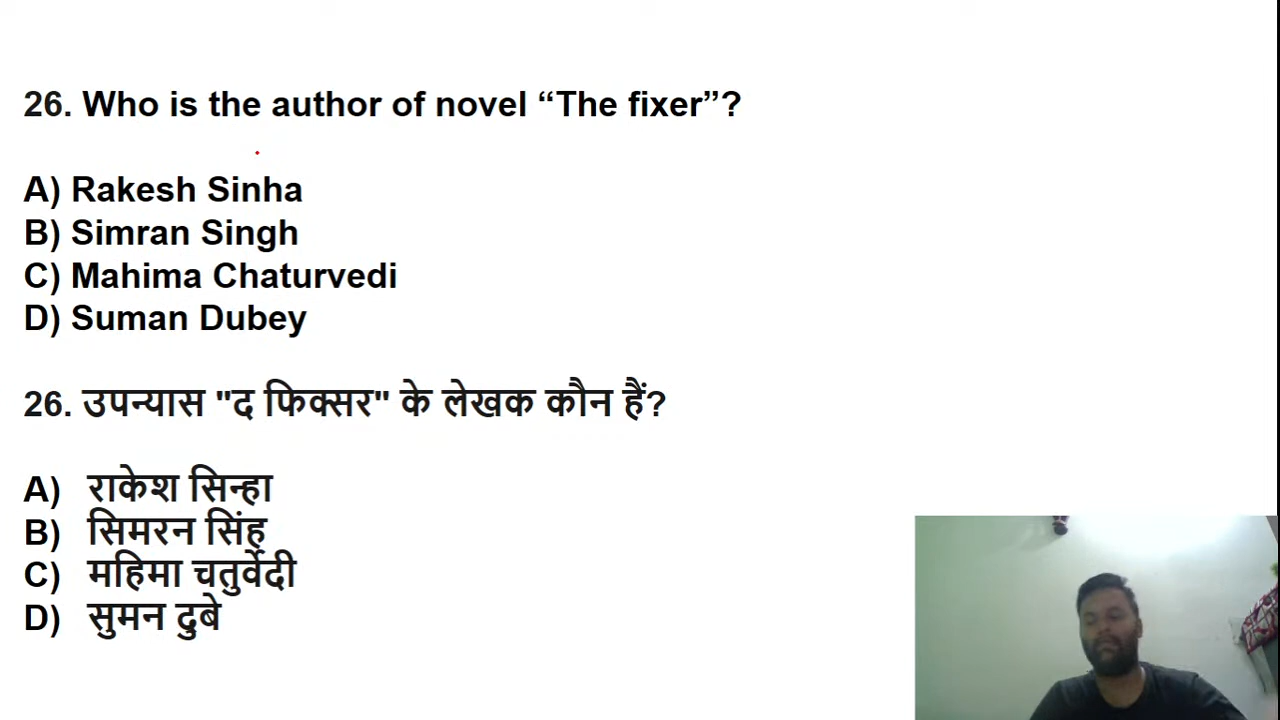 26. Who is the author of novel “The fixer”?
A) Rakesh Sinha
B) Simran Singh
C) Mahima Chaturvedi
D) Suman Dubey
26. उपन्यास "द फिक्सर" के लेखक कौन हैं?
A) राकेश सिन्हा
B) सिमरन सिंह
C) महिमा चतुर्वेदी
D) सुमन दुबे